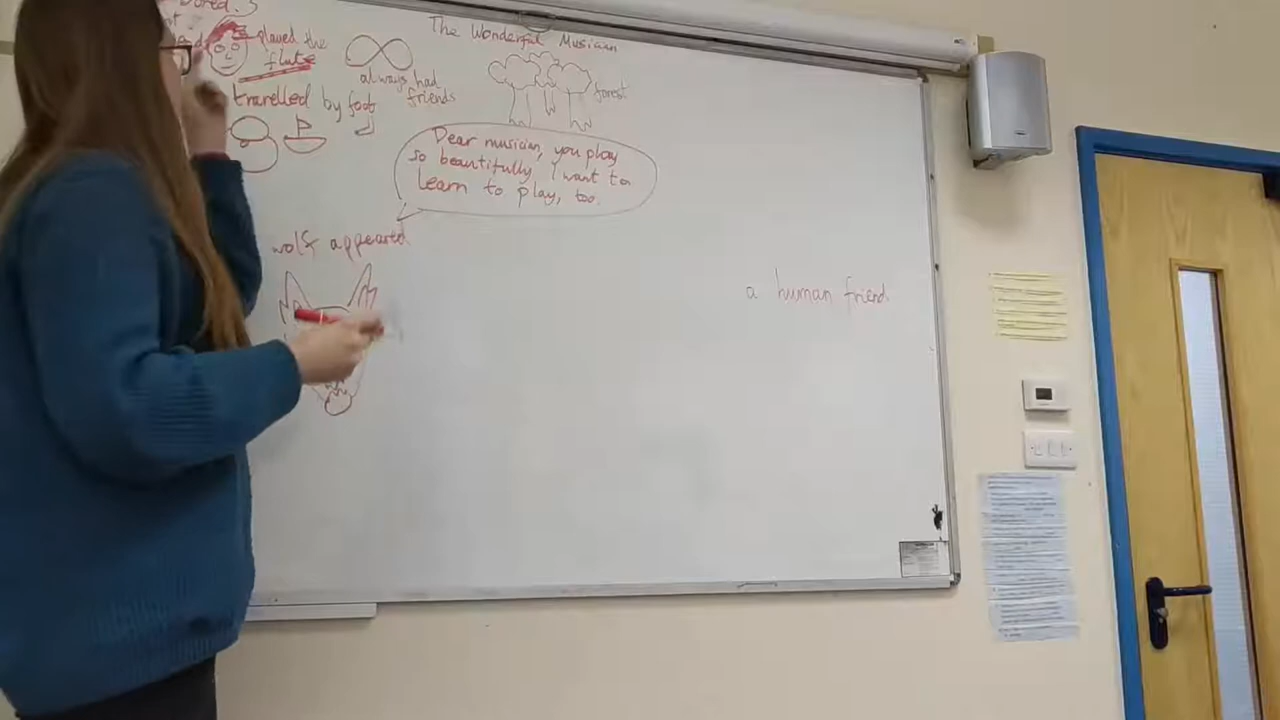 bored.
played the
flute
The Wonderful Musician
always had
friends
forest
travelled by foot
Dear musician, you play
so beautifully, I want to
learn to play, too.
wolf appeared
a human friend